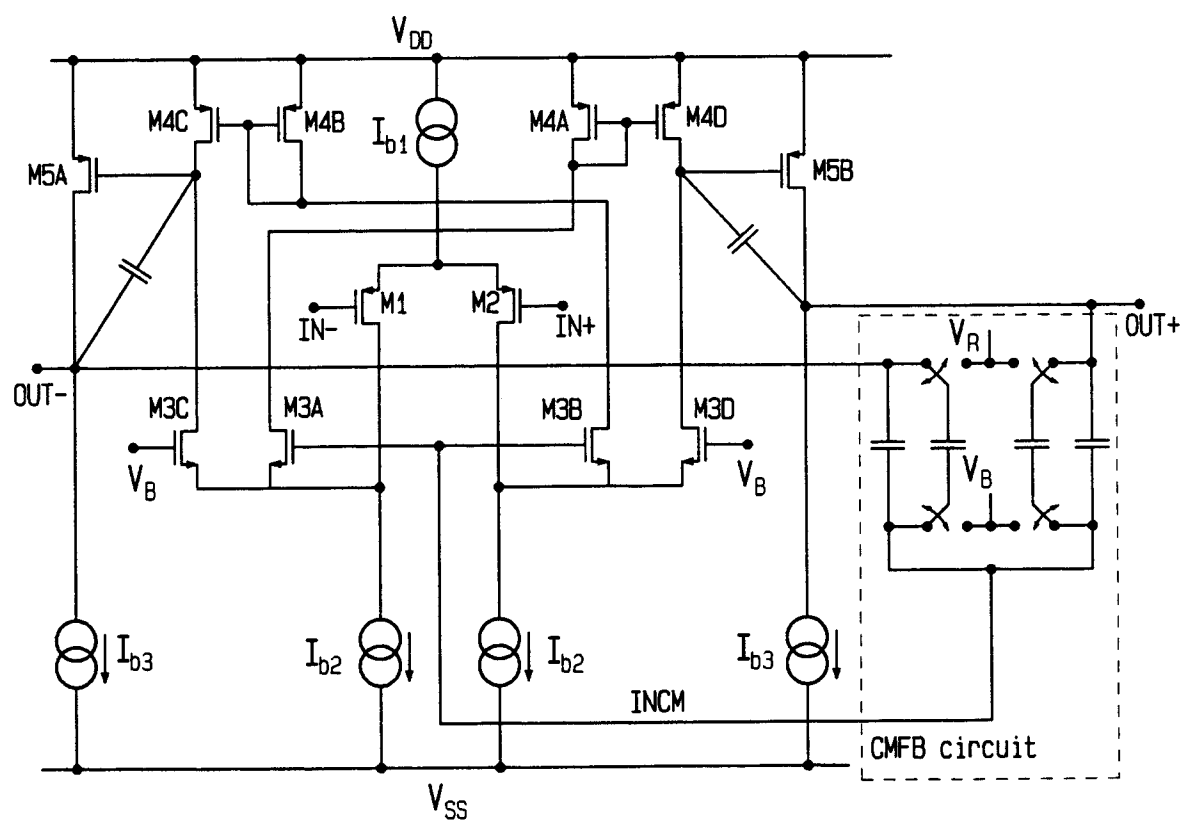 V_DD
M4C
M4B
I_b1
M4A
M4D
M5A
M5B
M1
M2
IN-
IN+
OUT+
V_R
OUT-
M3C
M3A
M3B
M3D
V_B
V_B
V_B
I_b3
I_b2
I_b2
I_b3
INCM
CMFB circuit
V_SS